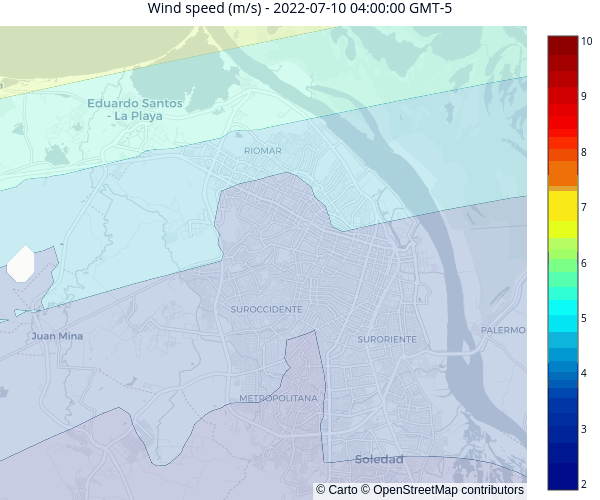 Wind speed (m/s) - 2022-07-10 04:00:00 GMT-5
10
9
8
7
6
5
4
3
2
Eduardo Santos
- La Playa
RIOMAR
SUROCCIDENTE
Juan Mina
SURORIENTE
PALERMO
METROPOLITANA
Soledad
© Carto © OpenStreetMap contributors